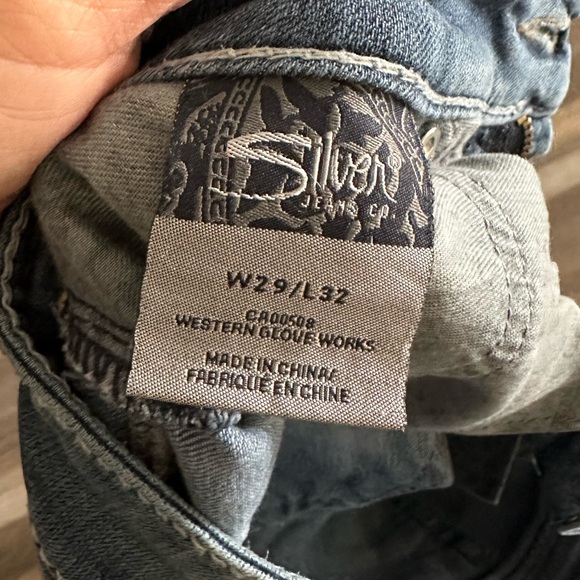 Silver®
JEANS CO.
W29/L32
CA00508
WESTERN GLOVE WORKS
MADE IN CHINA/
FABRIQUE EN CHINE